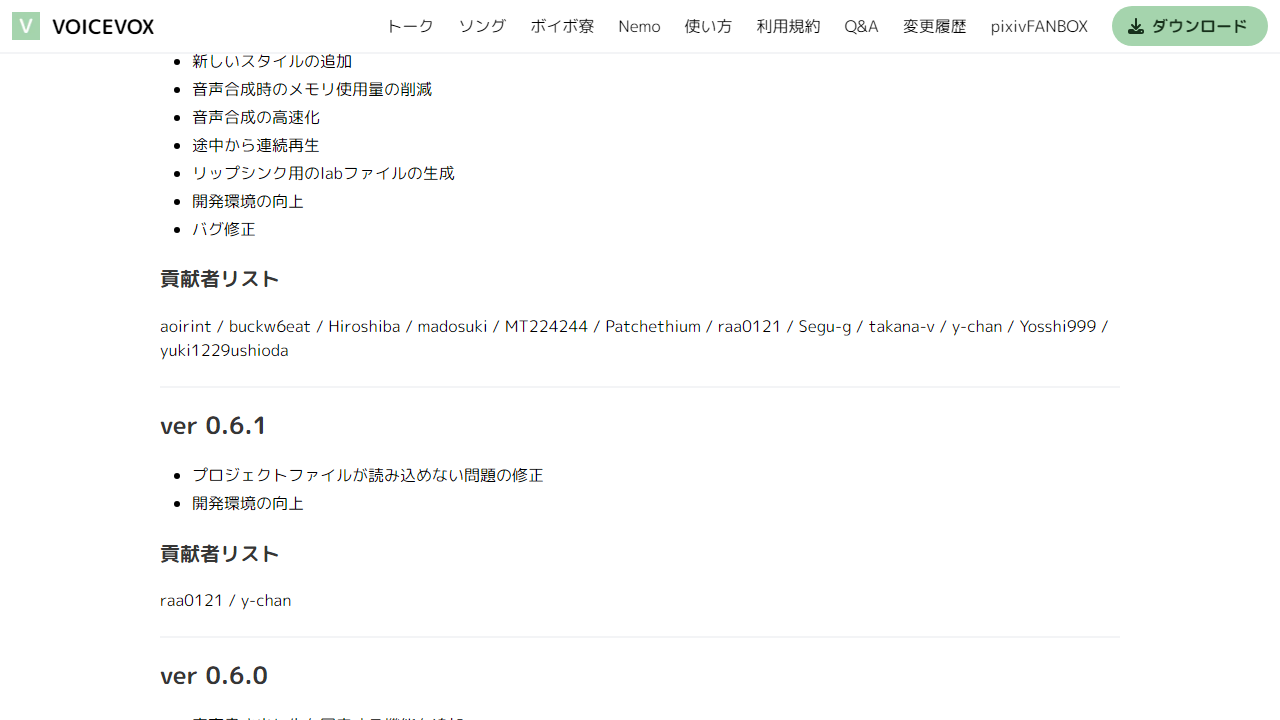 V VOICEVOX トーク ソング ボイボ寮 Nemo 使い方 利用規約 Q&A 変更履歴 pixivFANBOX ダウンロード
新しいスタイルの追加
音声合成時のメモリ使用量の削減
音声合成の高速化
途中から連続再生
リップシンク用のlabファイルの生成
開発環境の向上
バグ修正
貢献者リスト
aoirint / buckw6eat / Hiroshiba / madosuki / MT224244 / Patchethium / raa0121 / Segu-g / takana-v / y-chan / Yosshi999 /
yuki1229ushioda
ver 0.6.1
プロジェクトファイルが読み込めない問題の修正
開発環境の向上
貢献者リスト
raa0121 / y-chan
ver 0.6.0